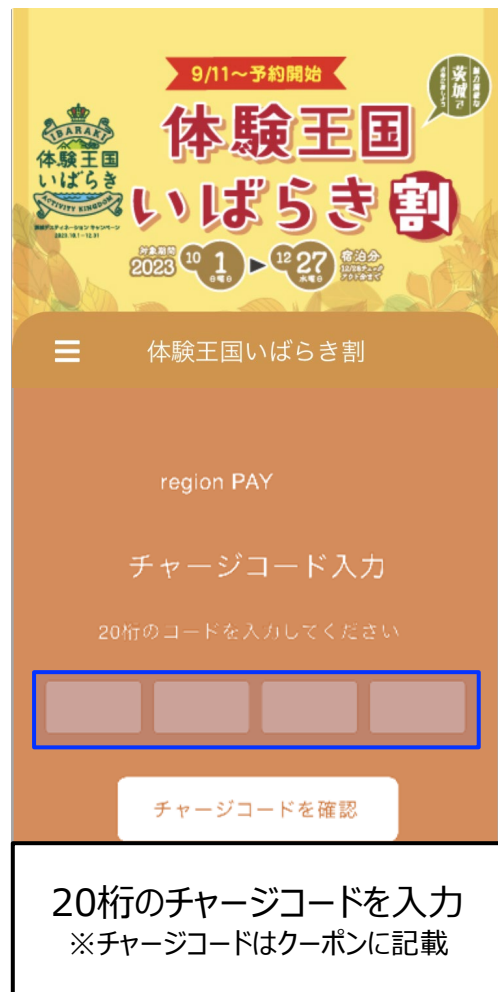 9/11～予約開始
茨城で
IBARAKI
体験王国
いばらき
ACTIVITY KINGDOM
2023.10.1-12.31
体験王国
いばらき割
対象期間
2023 10 1 日曜日 ▶ 12 27 水曜日 宿泊分
体験王国いばらき割
region PAY
チャージコード入力
20桁のコードを入力してください
チャージコードを確認
20桁のチャージコードを入力
※チャージコードはクーポンに記載